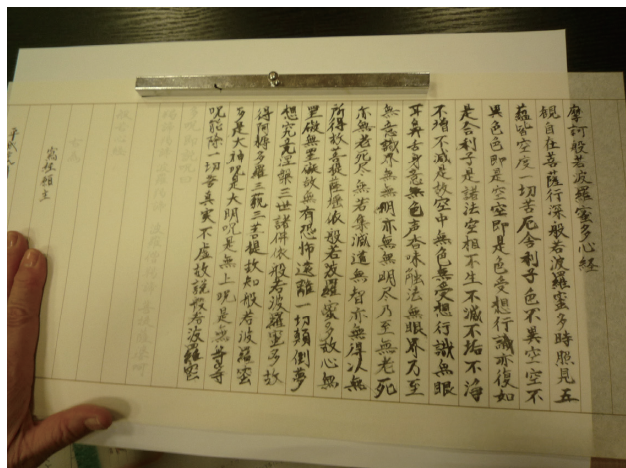 摩訶般若波羅蜜多心経
観自在菩薩行深般若波羅蜜多時照見五
蘊皆空度一切苦厄舎利子色不異空空不
異色色即是空空即是色受想行識亦復如
是舎利子是諸法空相不生不滅不垢不浄
不増不減是故空中無色無受想行識無眼
耳鼻舌身意無色声香味触法無眼界乃至
無意識界無無明亦無無明尽乃至無老死
亦無老死尽無苦集滅道無智亦無得以無
所得故菩提薩埵依般若波羅蜜多故心無
罣礙無罣礙故無有恐怖遠離一切顛倒夢
想究竟涅槃三世諸佛依般若波羅蜜多故
得阿耨多羅三藐三菩提故知般若波羅蜜
多是大神呪是大明呪是無上呪是無等等
呪能除一切苦真実不虚故説般若波羅蜜
多呪即説呪曰
般若心経